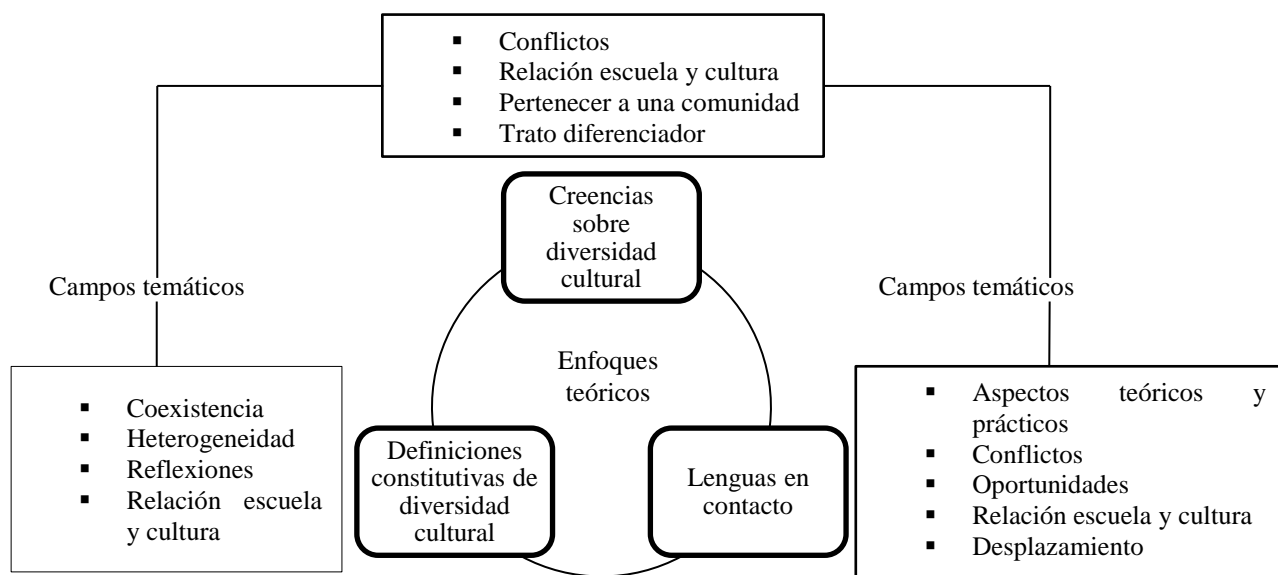 ▪ Conflictos
▪ Relación escuela y cultura
▪ Pertenecer a una comunidad
▪ Trato diferenciador
Creencias
sobre
diversidad
cultural
Campos temáticos
Campos temáticos
Enfoques
teóricos
▪ Coexistencia
▪ Heterogeneidad
▪ Reflexiones
▪ Relación escuela
y cultura
Definiciones
constitutivas de
diversidad
cultural
Lenguas en
contacto
▪ Aspectos teóricos y
prácticos
▪ Conflictos
▪ Oportunidades
▪ Relación escuela y cultura
▪ Desplazamiento